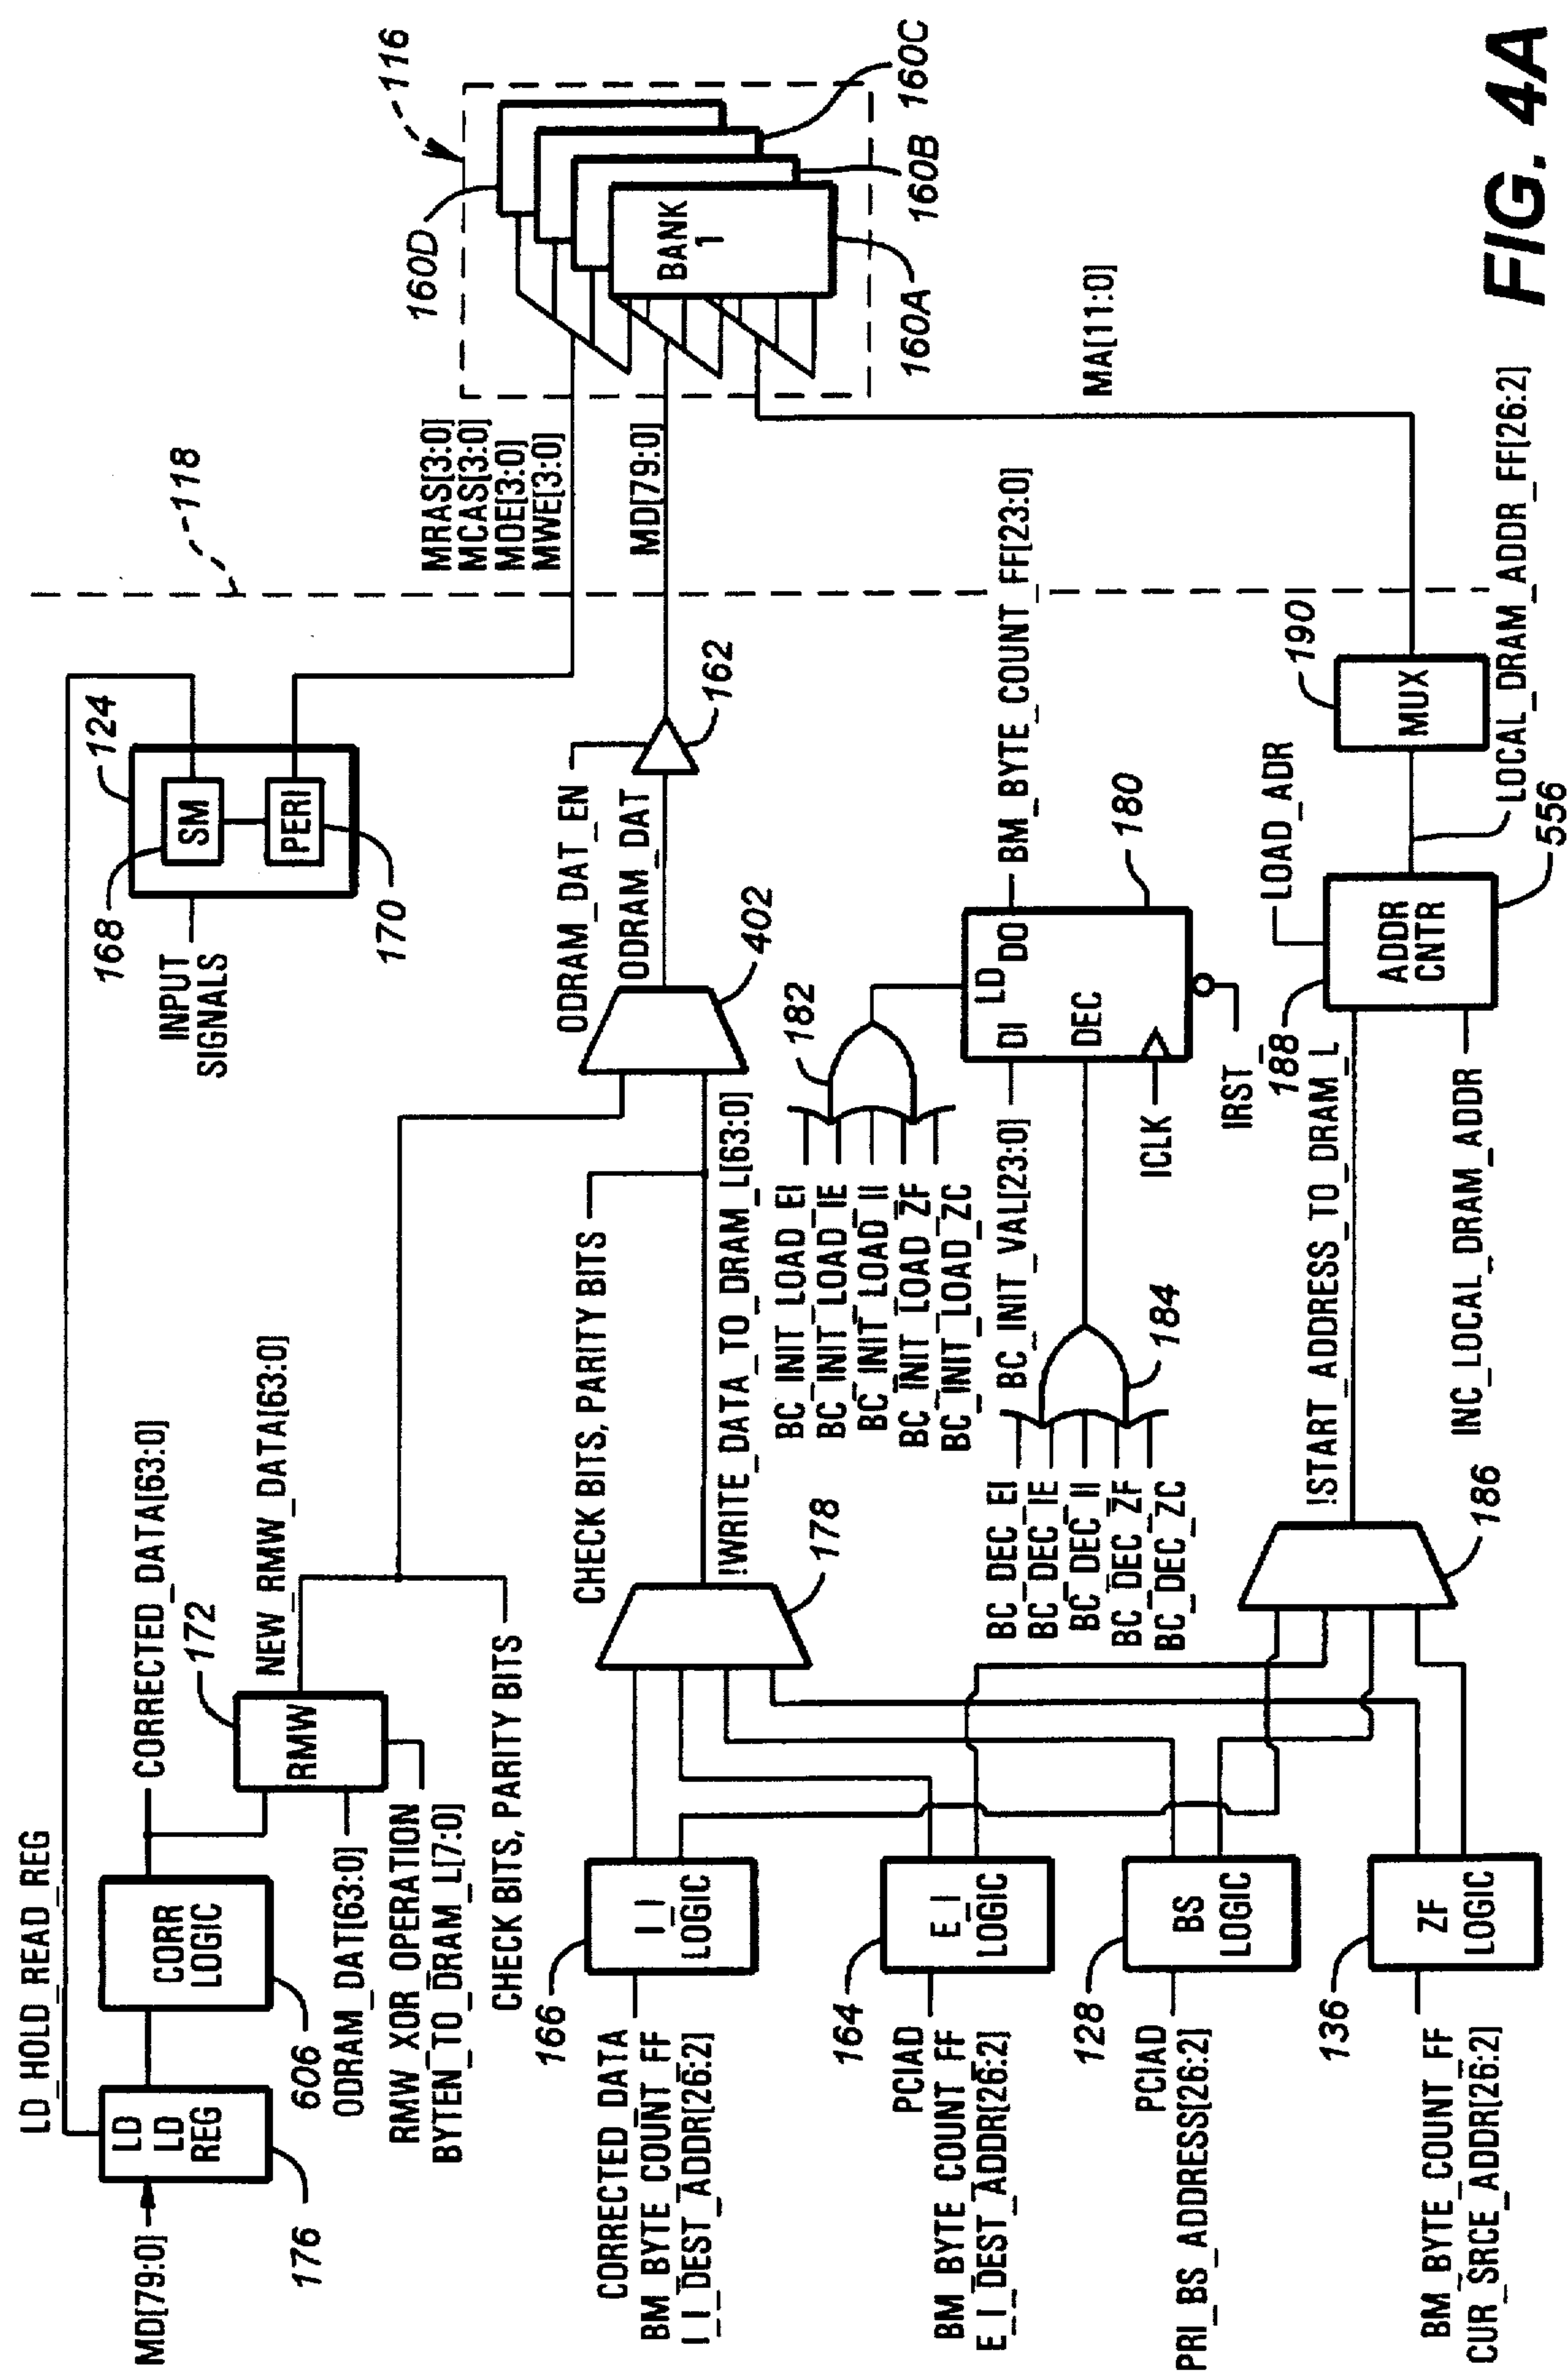 LD_HOLD_READ_REG
MD[79:0]
LD
LD
REG
176
CORR
LOGIC
606
CORRECTED_DATA[63:0]
172
RMW
NEW_RMW_DATA[63:0]
ODRAM_DAT[63:0]
RMW XOR OPERATION
BYTEN_TO_DRAM_L[7:0]
CHECK BITS, PARITY BITS
INPUT
SIGNALS
168
124
SM
PERI
170
118
MRAS[3:0]
MCAS[3:0]
MOE[3:0]
MWE[3:0]
MD[79:0]
116
160D
BANK
1
160A
160B
160C
MA[11:0]
CORRECTED_DATA
BM_BYTE_COUNT_FF
I_I_DEST_ADDR[26:2]
166
I_I
LOGIC
PCIAD
BM_BYTE_COUNT_FF
E_I_DEST_ADDR[26:2]
164
E_I
LOGIC
PCIAD
PRI_BS_ADDRESS[26:2]
128
BS
LOGIC
BM_BYTE_COUNT_FF
CUR_SRCE_ADDR[26:2]
136
ZF
LOGIC
178
CHECK BITS, PARITY BITS
!WRITE_DATA_TO_DRAM_L[63:0]
402
ODRAM_DAT_EN
ODRAM_DAT
162
BC_INIT_LOAD_EI
BC_INIT_LOAD_IE
BC_INIT_LOAD_II
BC_INIT_LOAD_ZF
BC_INIT_LOAD_ZC
182
BC_INIT_VAL[23:0]
BC_DEC_EI
BC_DEC_IE
BC_DEC_II
BC_DEC_ZF
BC_DEC_ZC
184
LD
DI DO
DEC
180
BM_BYTE_COUNT_FF[23:0]
ICLK
IRST_
186
!START_ADDRESS_TO_DRAM_L
INC_LOCAL_DRAM_ADDR
188
LOAD_ADR
ADDR
CNTR
556
190
MUX
LOCAL_DRAM_ADDR_FF[26:2]
FIG. 4A